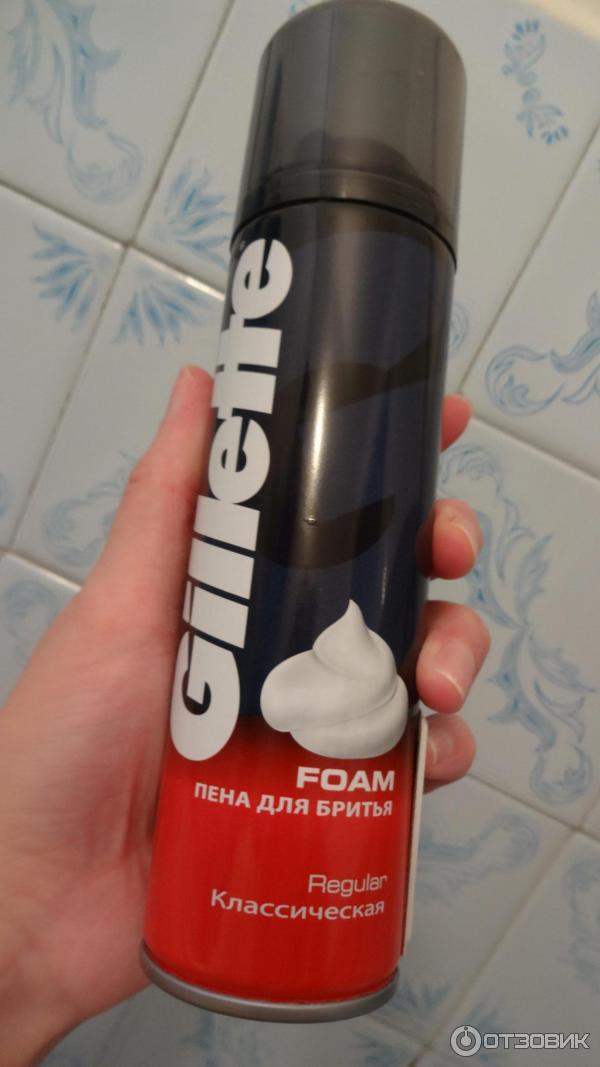 Gillette
FOAM
ПЕНА ДЛЯ БРИТЬЯ
Regular
Классическая
ОТЗОВИК